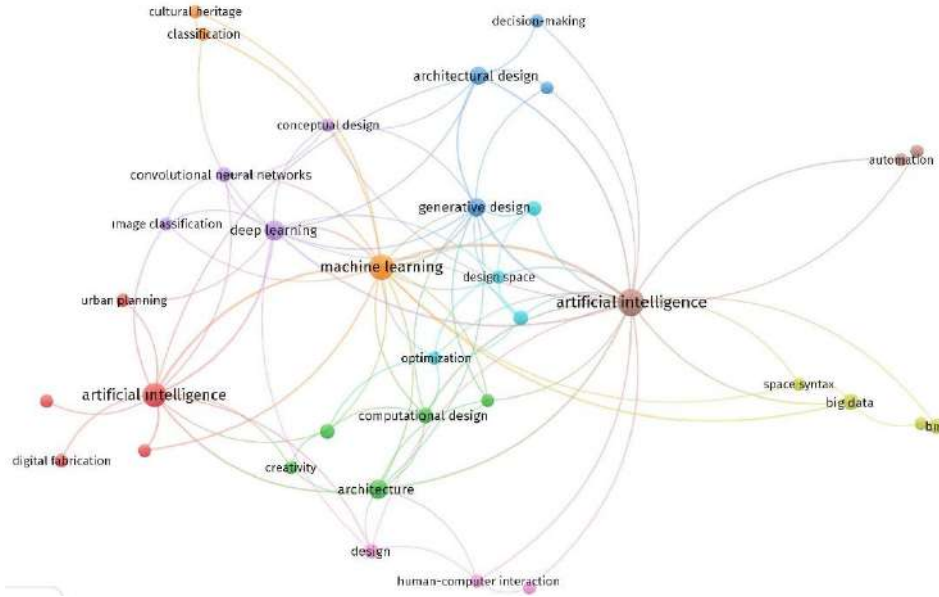 cultural heritage
decision-making
classification
architectural design
conceptual design
automation
convolutional neural networks
generative design
image classification
deep learning
machine learning
design space
urban planning
artificial intelligence
optimization
space syntax
artificial intelligence
big data
computational design
bim
digital fabrication
creativity
architecture
design
human-computer interaction